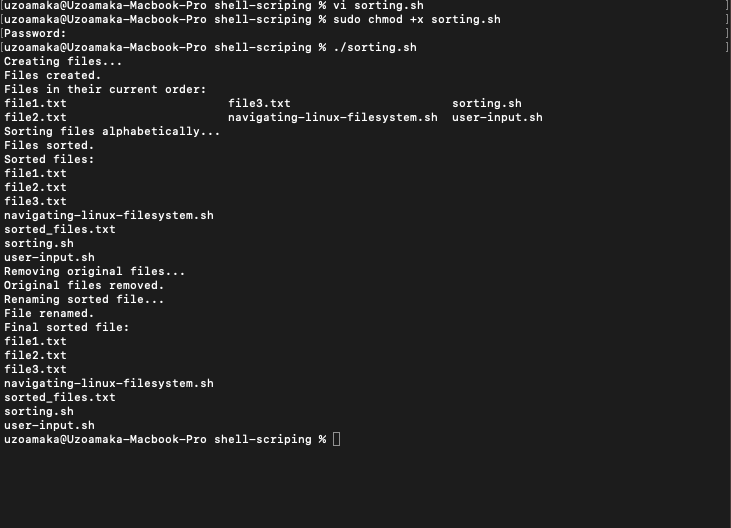 [uzoamaka@Uzoamaka-Macbook-Pro shell-scriping % vi sorting.sh ]
[uzoamaka@Uzoamaka-Macbook-Pro shell-scriping % sudo chmod +x sorting.sh ]
[Password: ]
[uzoamaka@Uzoamaka-Macbook-Pro shell-scriping % ./sorting.sh ]
Creating files...
Files created.
Files in their current order:
file1.txt file3.txt sorting.sh
file2.txt navigating-linux-filesystem.sh user-input.sh
Sorting files alphabetically...
Files sorted.
Sorted files:
file1.txt
file2.txt
file3.txt
navigating-linux-filesystem.sh
sorted_files.txt
sorting.sh
user-input.sh
Removing original files...
Original files removed.
Renaming sorted file...
File renamed.
Final sorted file:
file1.txt
file2.txt
file3.txt
navigating-linux-filesystem.sh
sorted_files.txt
sorting.sh
user-input.sh
uzoamaka@Uzoamaka-Macbook-Pro shell-scriping %